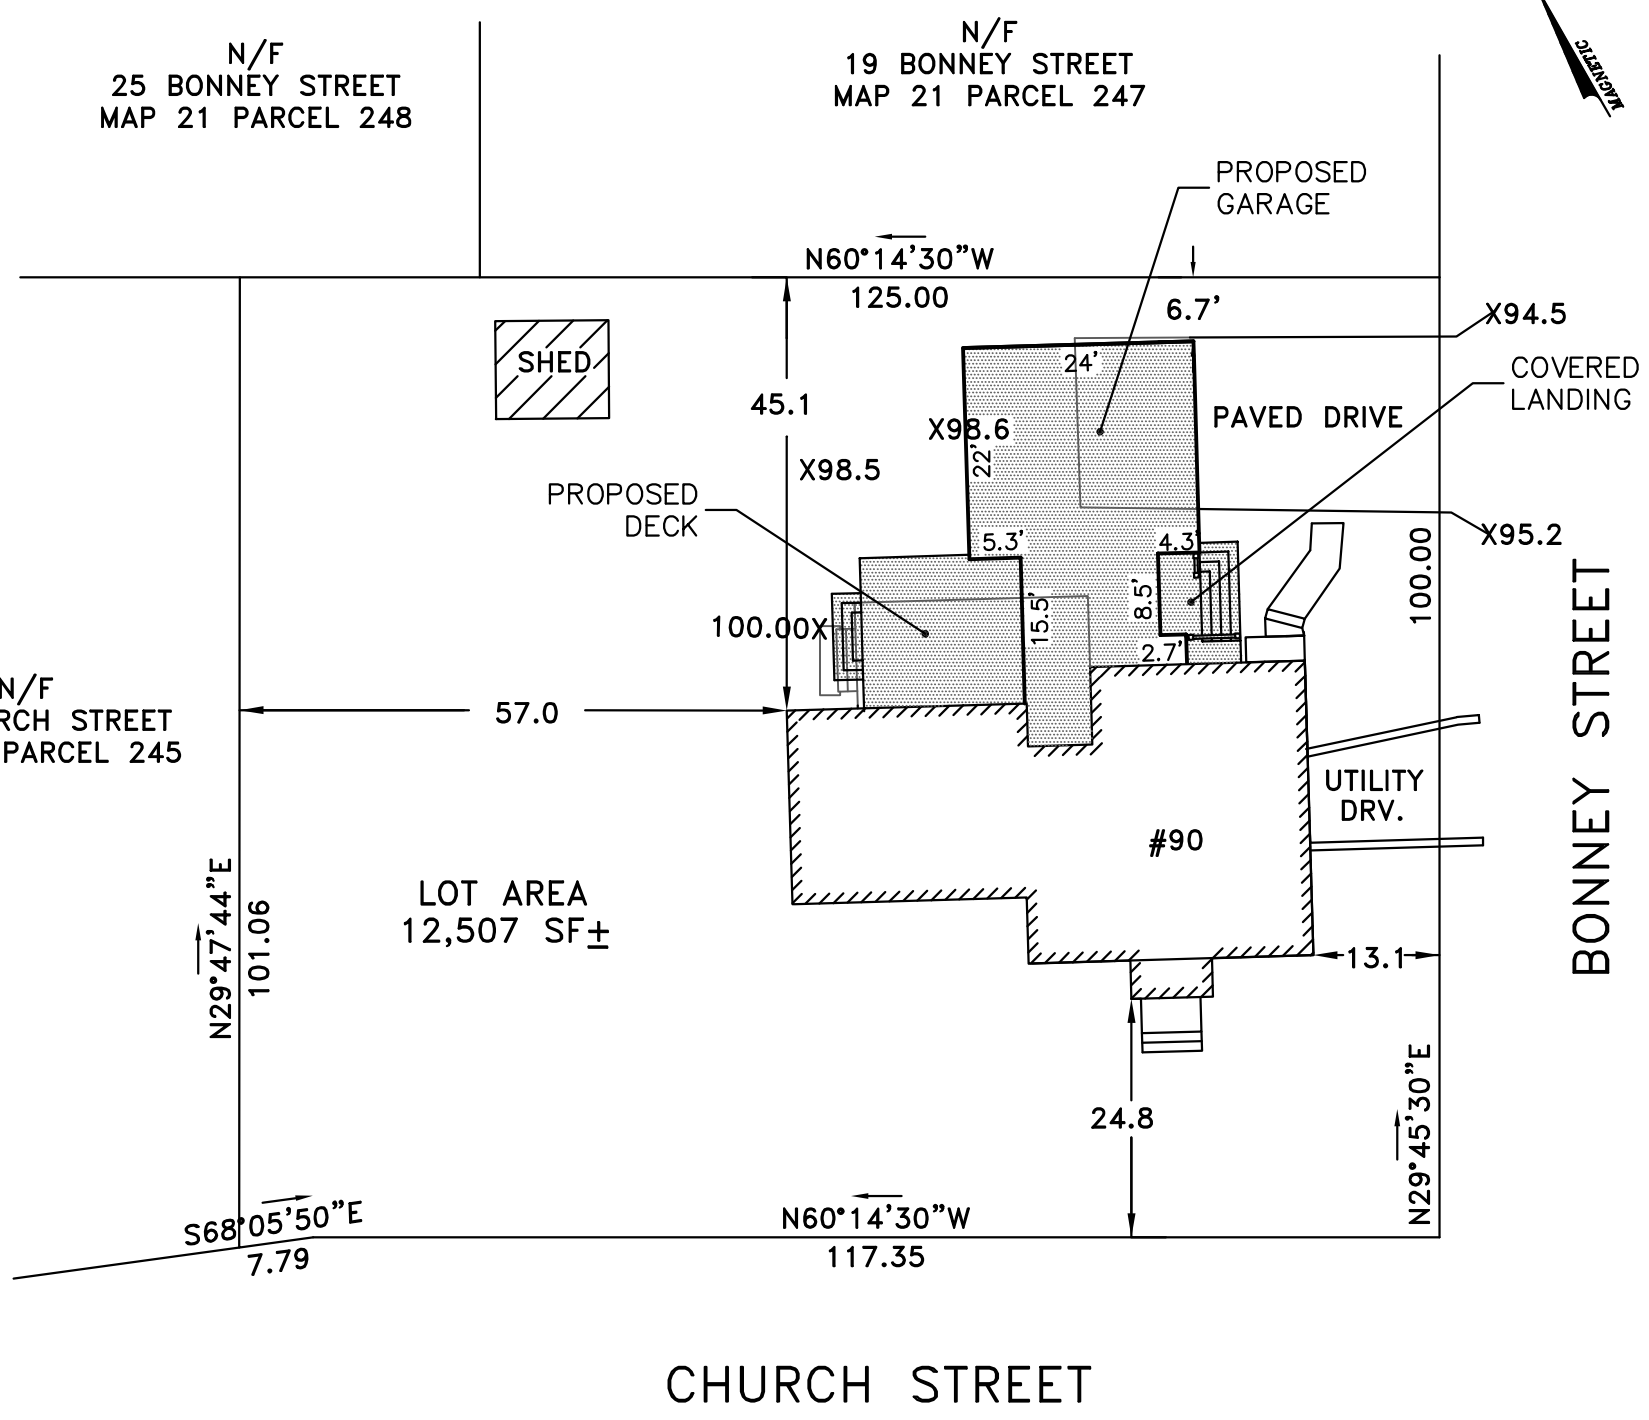 N/F
25 BONNEY STREET
MAP 21 PARCEL 248
N/F
19 BONNEY STREET
MAP 21 PARCEL 247
MAGNETIC
PROPOSED
GARAGE
N60°14'30"W
125.00
6.7'
X94.5
SHED
24'
COVERED
LANDING
45.1
X98.6
PAVED DRIVE
22'
X98.5
PROPOSED
DECK
5.3'
4.3'
X95.2
100.00
8.5'
15.5'
100.00X
2.7'
N/F
RCH STREET
PARCEL 245
57.0
UTILITY
DRV.
#90
BONNEY STREET
LOT AREA
12,507 SF±
N29°47'44"E
101.06
13.1
24.8
N29°45'30"E
S68°05'50"E
7.79
N60°14'30"W
117.35
CHURCH STREET